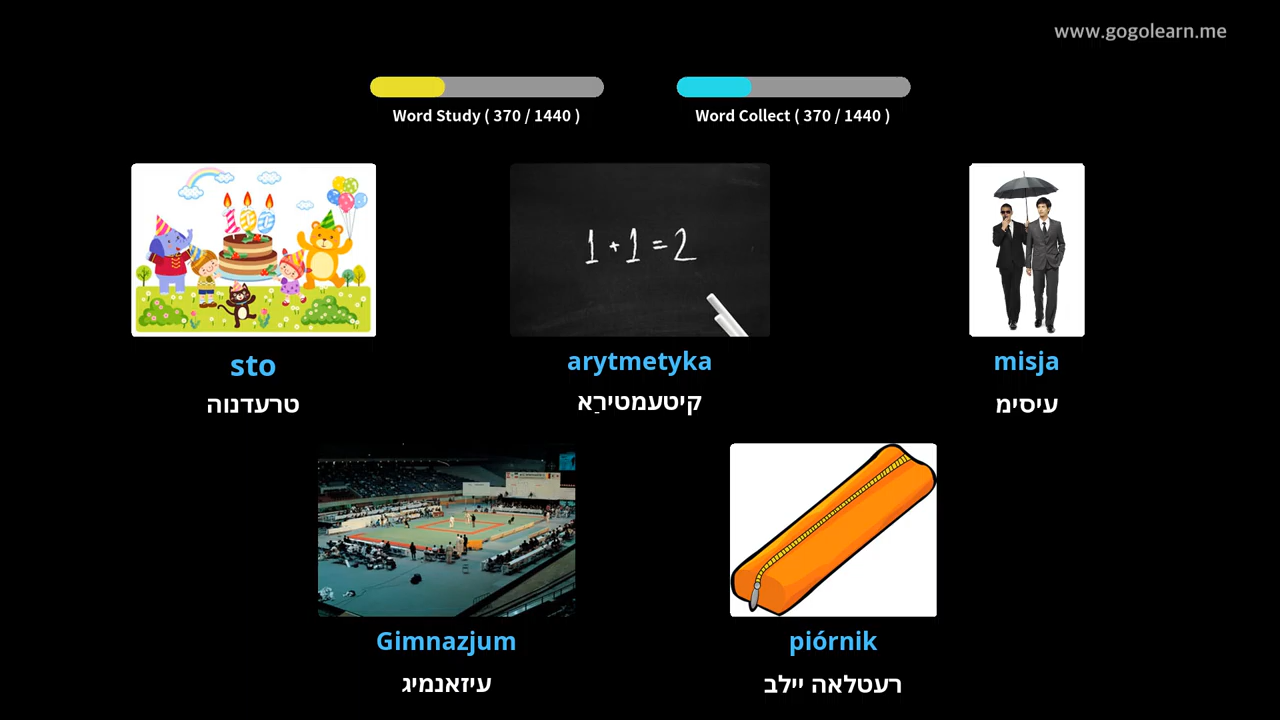 www.gogolearn.me
Word Study ( 370 / 1440 )
Word Collect ( 370 / 1440 )
sto
טרעדנוה
arytmetyka
קיטעמטירַא
misja
עיסימ
Gimnazjum
עיזאנמיג
piórnik
רעטלאה יילב